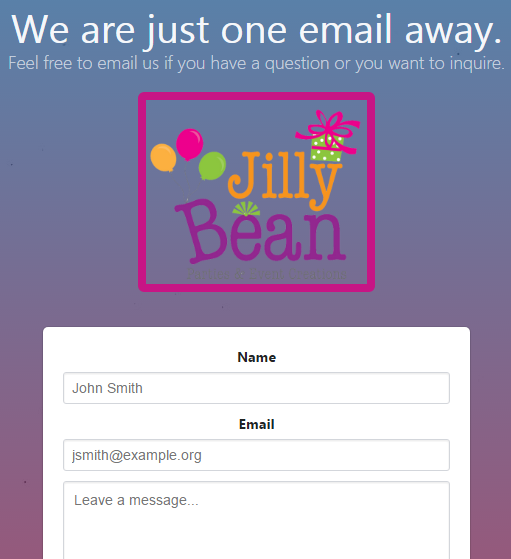 We are just one email away.
Feel free to email us if you have a question or you want to inquire.
Jilly
Bean
Name
John Smith
Email
jsmith@example.org
Leave a message...